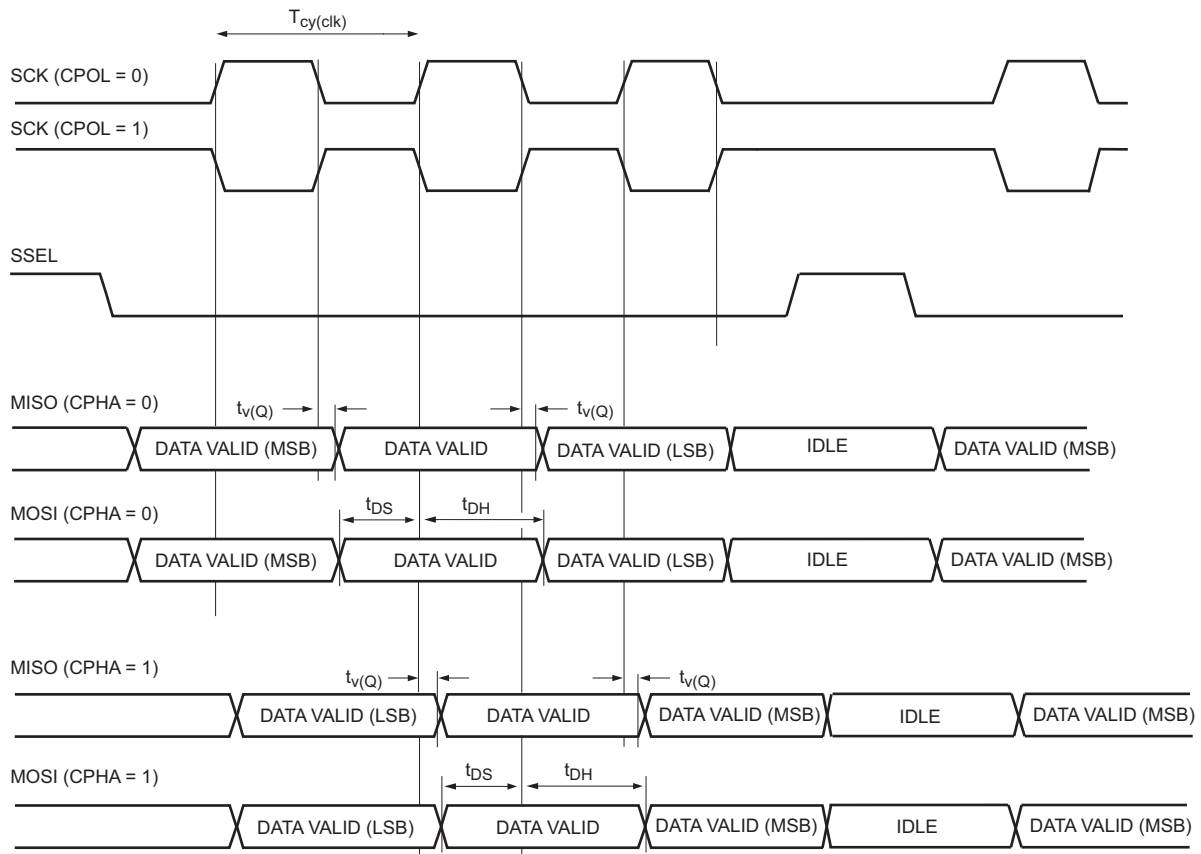 Tcy(clk)
SCK (CPOL = 0)
SCK (CPOL = 1)
SSEL
MISO (CPHA = 0)
tv(Q) tv(Q)
DATA VALID (MSB) DATA VALID DATA VALID (LSB) IDLE DATA VALID (MSB)
tDS tDH
MOSI (CPHA = 0)
DATA VALID (MSB) DATA VALID DATA VALID (LSB) IDLE DATA VALID (MSB)
MISO (CPHA = 1)
tv(Q) tv(Q)
DATA VALID (LSB) DATA VALID DATA VALID (MSB) IDLE DATA VALID (MSB)
tDS tDH
MOSI (CPHA = 1)
DATA VALID (LSB) DATA VALID DATA VALID (MSB) IDLE DATA VALID (MSB)